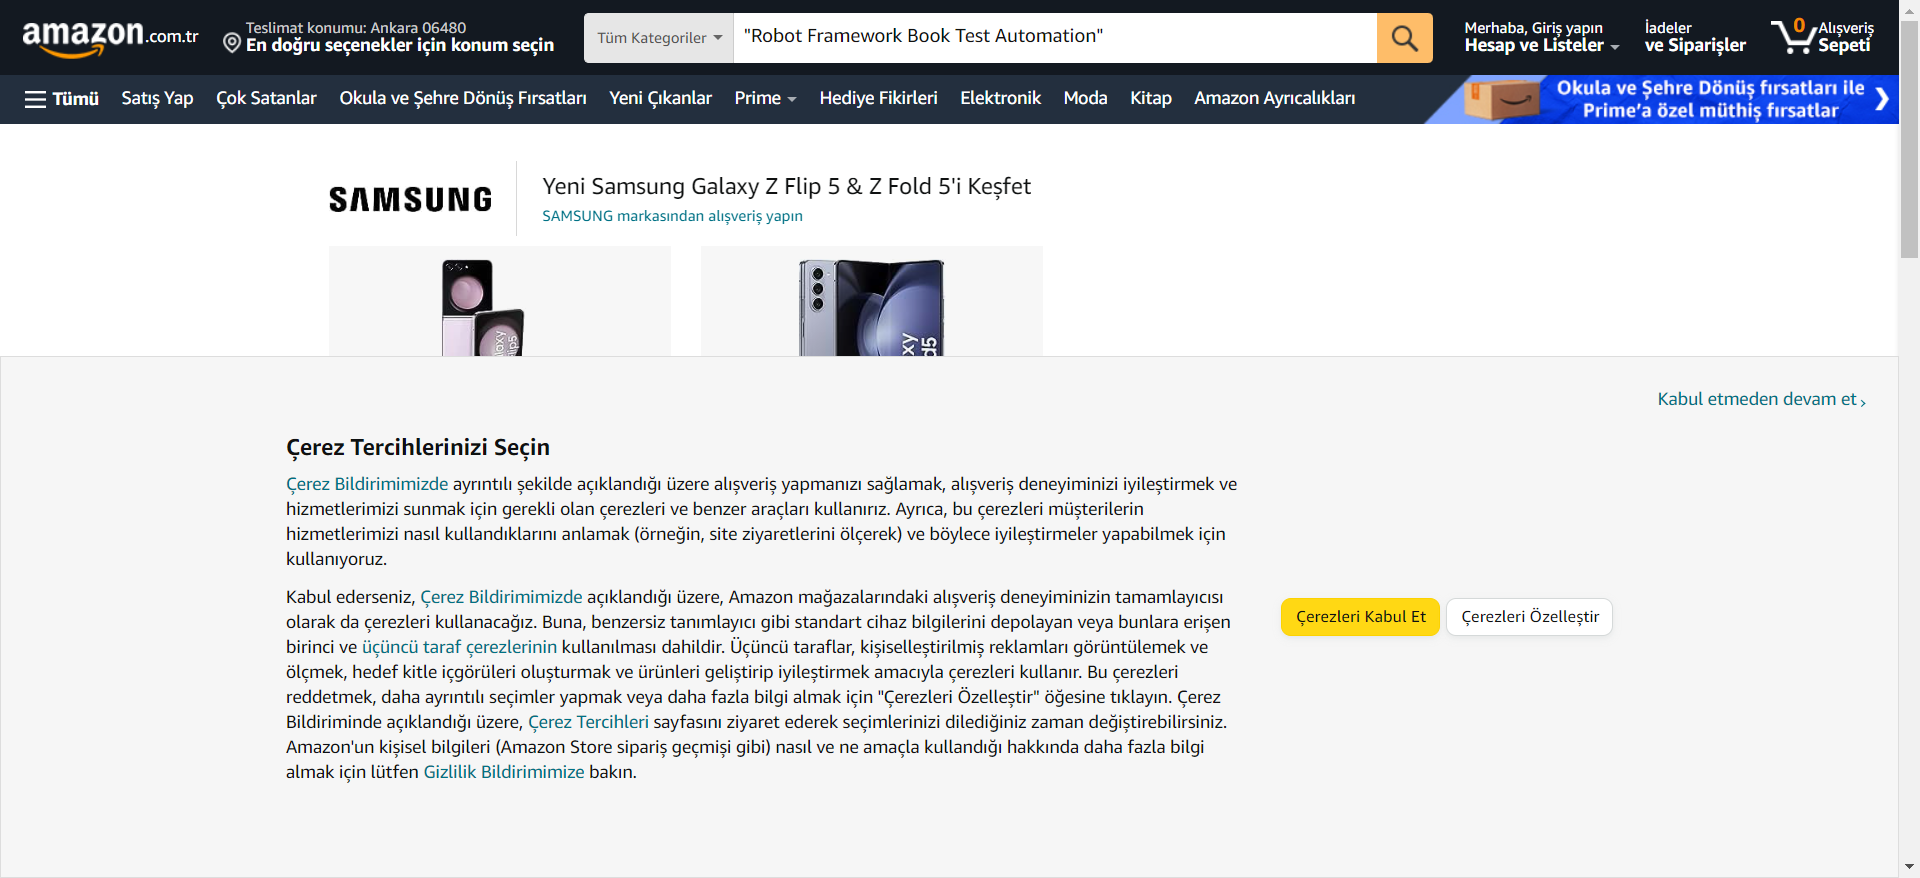 amazon.com.tr
Teslimat konumu: Ankara 06480
En doğru seçenekler için konum seçin
Tüm Kategoriler
"Robot Framework Book Test Automation"
Merhaba, Giriş yapın
Hesap ve Listeler
İadeler
ve Siparişler
0
Alışveriş
Sepeti
Tümü
Satış Yap
Çok Satanlar
Okula ve Şehre Dönüş Fırsatları
Yeni Çıkanlar
Prime
Hediye Fikirleri
Elektronik
Moda
Kitap
Amazon Ayrıcalıkları
Okula ve Şehre Dönüş fırsatları ile
Prime'a özel müthiş fırsatlar
SAMSUNG
Yeni Samsung Galaxy Z Flip 5 & Z Fold 5'i Keşfet
SAMSUNG markasından alışveriş yapın
Kabul etmeden devam et
Çerez Tercihlerinizi Seçin
Çerez Bildirimimizde ayrıntılı şekilde açıklandığı üzere alışveriş yapmanızı sağlamak, alışveriş deneyiminizi iyileştirmek ve
hizmetlerimizi sunmak için gerekli olan çerezleri ve benzer araçları kullanırız. Ayrıca, bu çerezleri müşterilerin
hizmetlerimizi nasıl kullandıklarını anlamak (örneğin, site ziyaretlerini ölçerek) ve böylece iyileştirmeler yapabilmek için
kullanıyoruz.
Kabul ederseniz, Çerez Bildirimimizde açıklandığı üzere, Amazon mağazalarındaki alışveriş deneyiminizin tamamlayıcısı
olarak da çerezleri kullanacağız. Buna, benzersiz tanımlayıcı gibi standart cihaz bilgilerini depolayan veya bunlara erişen
birinci ve üçüncü taraf çerezlerinin kullanılması dahildir. Üçüncü taraflar, kişiselleştirilmiş reklamları görüntülemek ve
ölçmek, hedef kitle içgörüleri oluşturmak ve ürünleri geliştirip iyileştirmek amacıyla çerezleri kullanır. Bu çerezleri
reddetmek, daha ayrıntılı seçimler yapmak veya daha fazla bilgi almak için "Çerezleri Özelleştir" öğesine tıklayın. Çerez
Bildiriminde açıklandığı üzere, Çerez Tercihleri sayfasını ziyaret ederek seçimlerinizi dilediğiniz zaman değiştirebilirsiniz.
Amazon'un kişisel bilgileri (Amazon Store sipariş geçmişi gibi) nasıl ve ne amaçla kullandığı hakkında daha fazla bilgi
almak için lütfen Gizlilik Bildirimimize bakın.
Çerezleri Kabul Et
Çerezleri Özelleştir